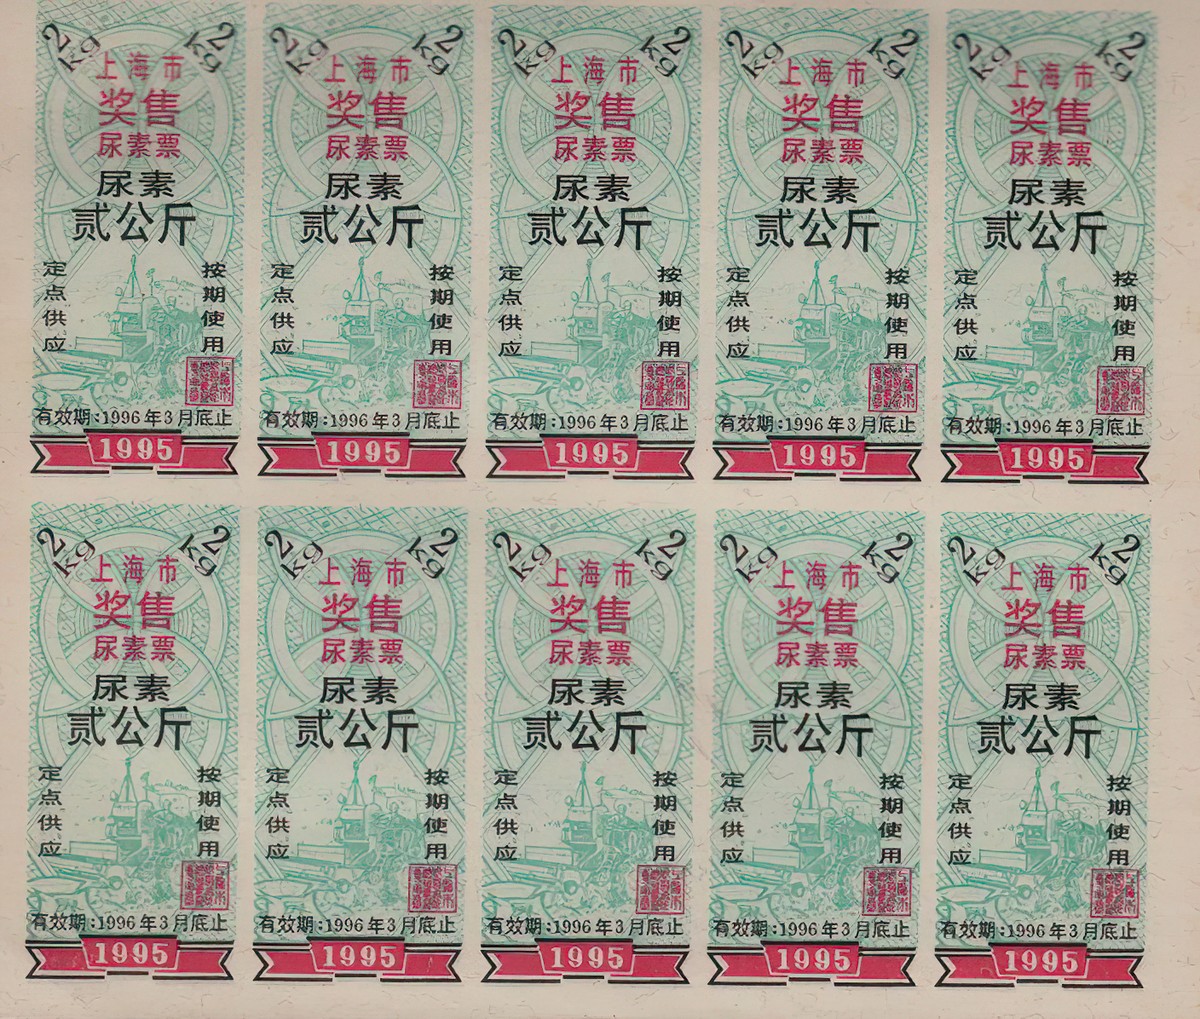 2kg 2kg
上海市
奖售
尿素票
尿素
贰公斤
定点供应
按期使用
有效期:1996年3月底止
1995
2kg 2kg
上海市
奖售
尿素票
尿素
贰公斤
定点供应
按期使用
有效期:1996年3月底止
1995
2kg 2kg
上海市
奖售
尿素票
尿素
贰公斤
定点供应
按期使用
有效期:1996年3月底止
1995
2kg 2kg
上海市
奖售
尿素票
尿素
贰公斤
定点供应
按期使用
有效期:1996年3月底止
1995
2kg 2kg
上海市
奖售
尿素票
尿素
贰公斤
定点供应
按期使用
有效期:1996年3月底止
1995
2kg 2kg
上海市
奖售
尿素票
尿素
贰公斤
定点供应
按期使用
有效期:1996年3月底止
1995
2kg 2kg
上海市
奖售
尿素票
尿素
贰公斤
定点供应
按期使用
有效期:1996年3月底止
1995
2kg 2kg
上海市
奖售
尿素票
尿素
贰公斤
定点供应
按期使用
有效期:1996年3月底止
1995
2kg 2kg
上海市
奖售
尿素票
尿素
贰公斤
定点供应
按期使用
有效期:1996年3月底止
1995
2kg 2kg
上海市
奖售
尿素票
尿素
贰公斤
定点供应
按期使用
有效期:1996年3月底止
1995